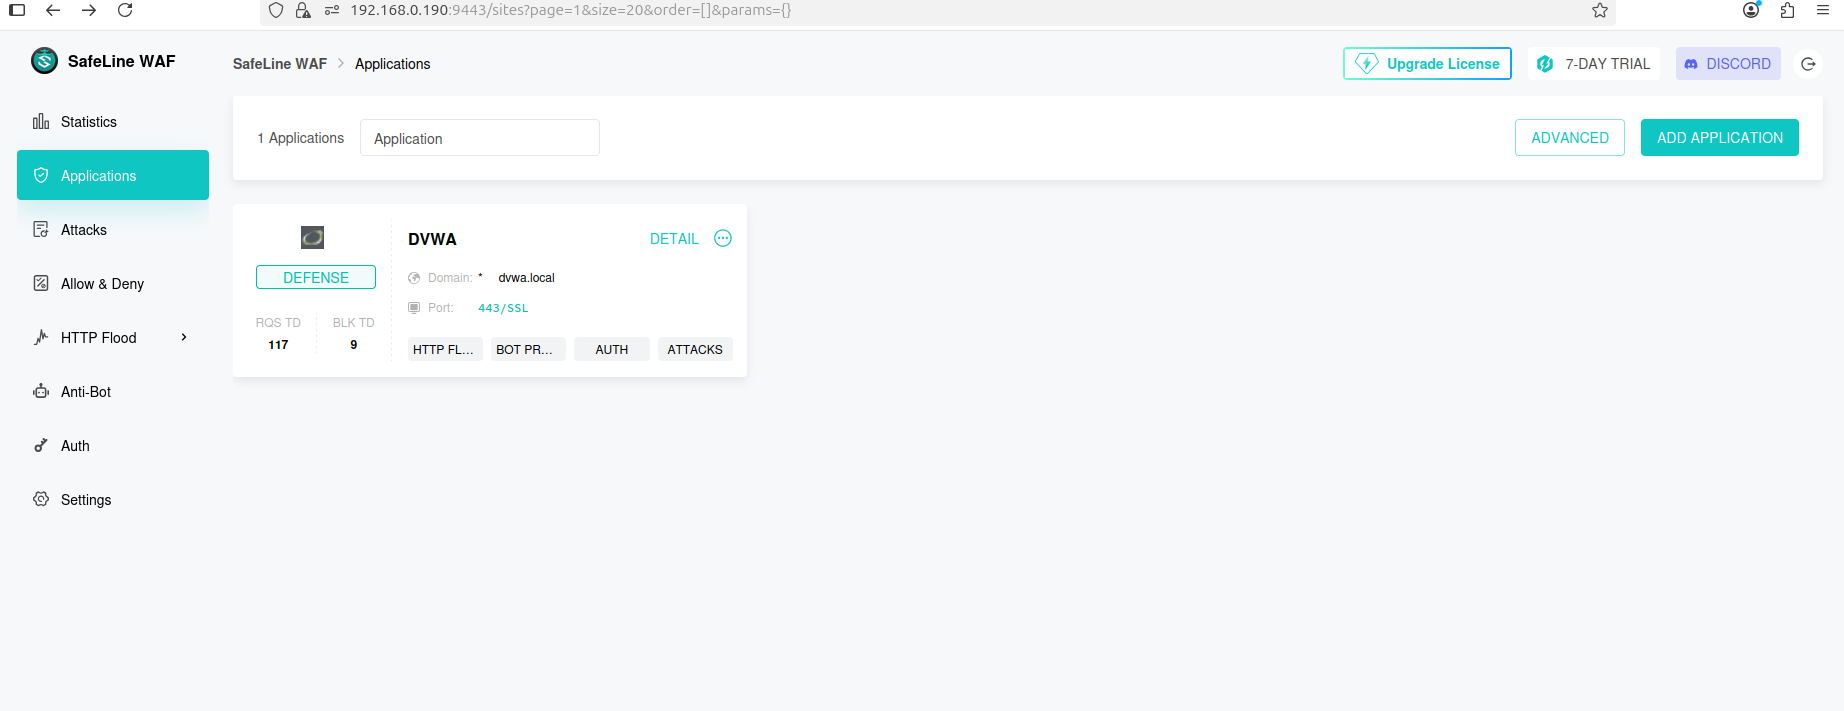 192.168.0.190:9443/sites?page=1&size=20&order=[]&params={}
SafeLine WAF
SafeLine WAF > Applications
Upgrade License
7-DAY TRIAL
DISCORD
Statistics
Applications
Attacks
Allow & Deny
HTTP Flood
Anti-Bot
Auth
Settings
1 Applications
Application
ADVANCED
ADD APPLICATION
DEFENSE
RQS TD
117
BLK TD
9
DVWA
DETAIL
Domain: * dvwa.local
Port: 443/SSL
HTTP FL...
BOT PR...
AUTH
ATTACKS